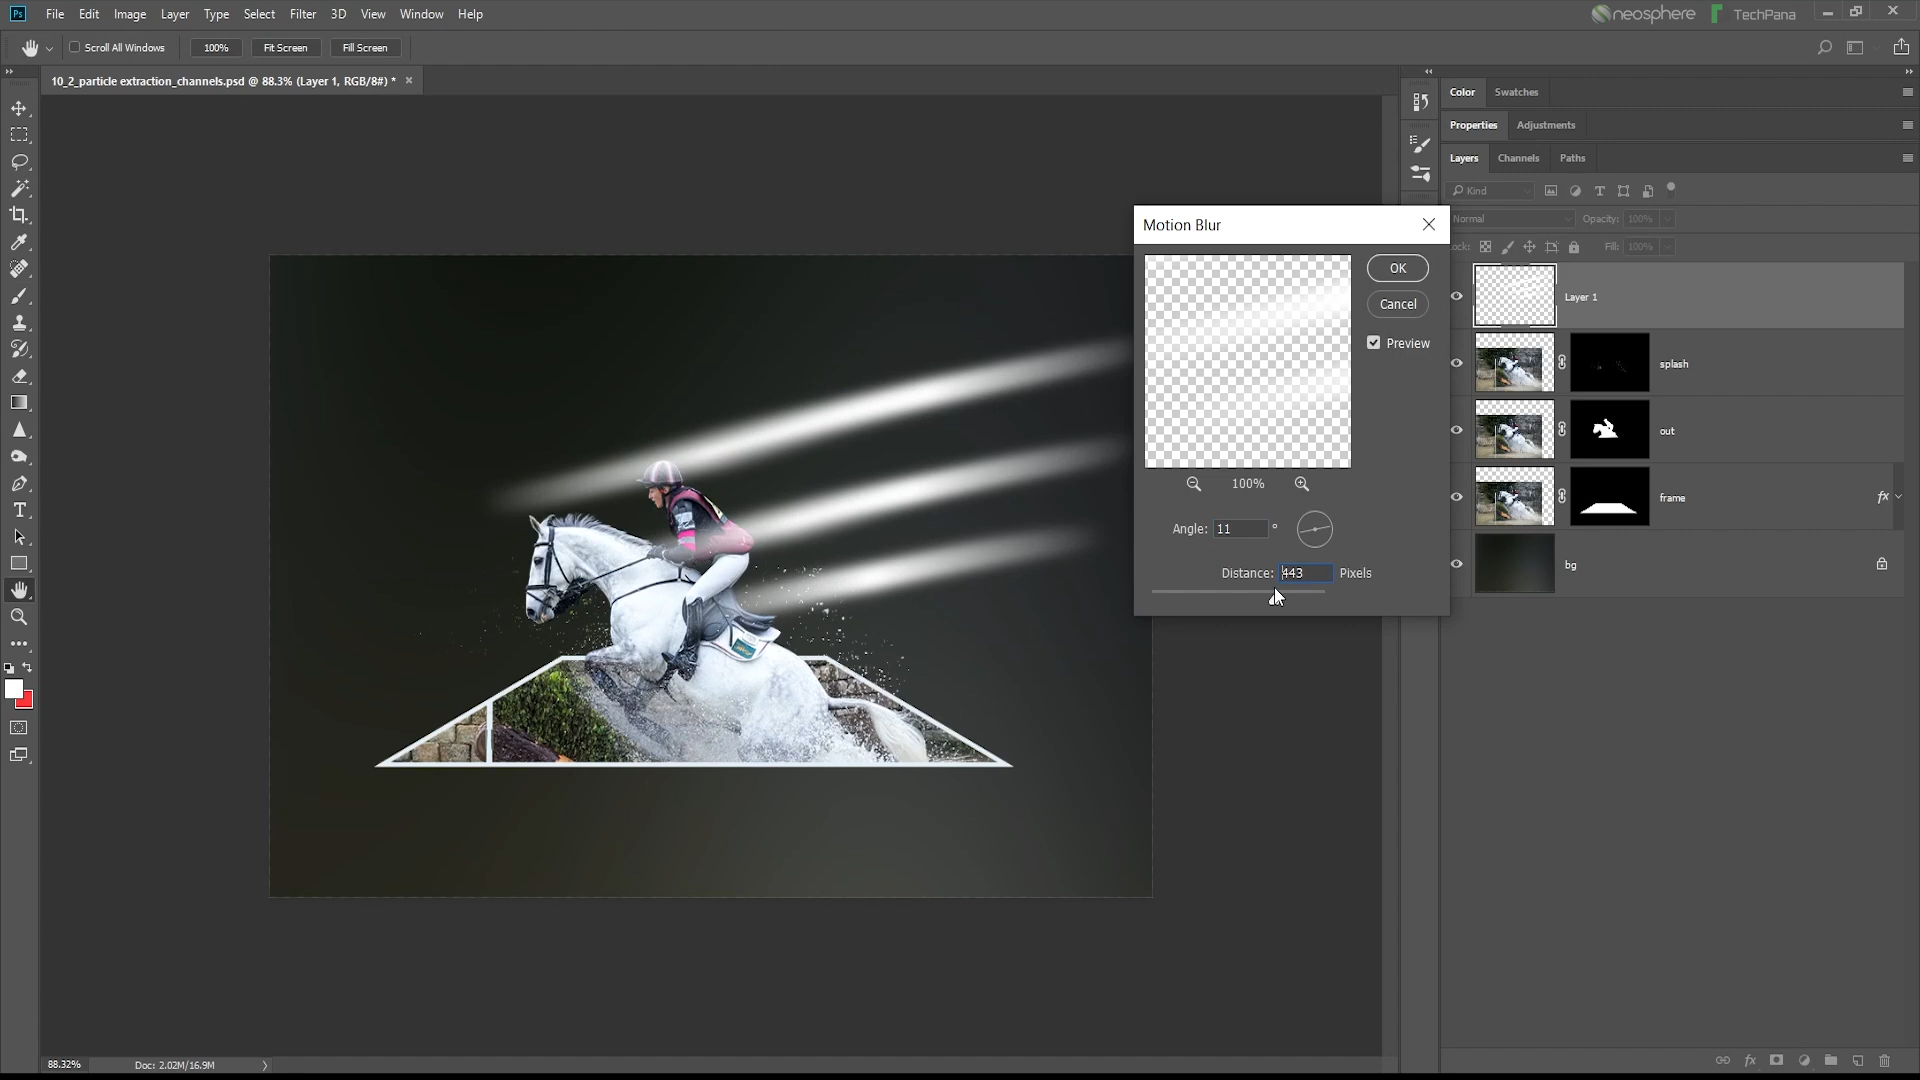 Ps File Edit Image Layer Type Select Filter 3D View Window Help
neosphere TechPana
Scroll All Windows 100% Fit Screen Fill Screen
10_2_particle extraction_channels.psd @ 88.3% (Layer 1, RGB/8#) *
Color Swatches
Properties Adjustments
Layers Channels Paths
Kind
Normal Opacity: 100%
Fill: 100%
Motion Blur
OK
Cancel
Preview
100%
Angle: 11 °
Distance: 443 Pixels
Layer 1
splash
out
frame fx
bg
88.32% Doc: 2.02M/16.9M
fx